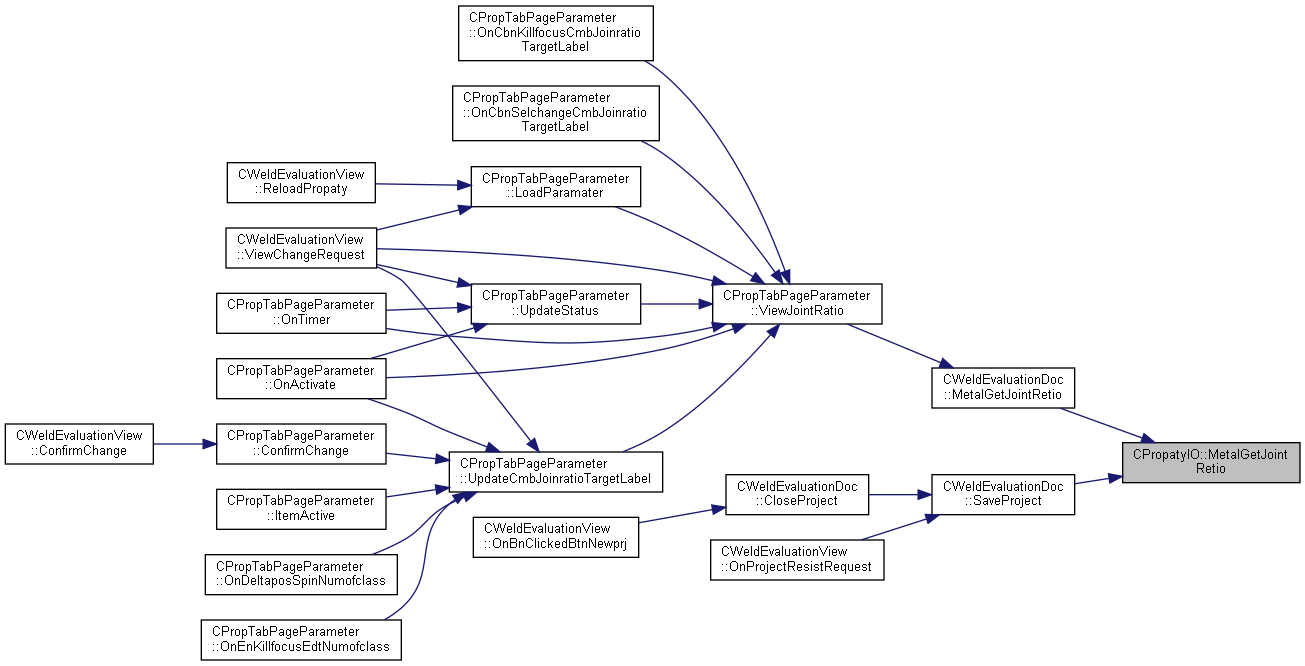 CPropTabPageParameter
::OnCbnKillfocusCmbJoinratio
TargetLabel
CPropTabPageParameter
::OnCbnSelchangeCmbJoinratio
TargetLabel
CWeldEvaluationView
::ReloadPropaty
CPropTabPageParameter
::LoadParamater
CWeldEvaluationView
::ViewChangeRequest
CPropTabPageParameter
::OnTimer
CPropTabPageParameter
::UpdateStatus
CPropTabPageParameter
::ViewJointRatio
CPropTabPageParameter
::OnActivate
CWeldEvaluationDoc
::MetalGetJointRetio
CWeldEvaluationView
::ConfirmChange
CPropTabPageParameter
::ConfirmChange
CPropTabPageParameter
::UpdateCmbJoinratioTargetLabel
CPropatyIO::MetalGetJoint
Retio
CPropTabPageParameter
::ItemActive
CWeldEvaluationDoc
::CloseProject
CWeldEvaluationDoc
::SaveProject
CWeldEvaluationView
::OnBnClickedBtnNewprj
CWeldEvaluationView
::OnProjectResistRequest
CPropTabPageParameter
::OnDeltaposSpinNumofclass
CPropTabPageParameter
::OnEnKillfocusEdtNumofclass